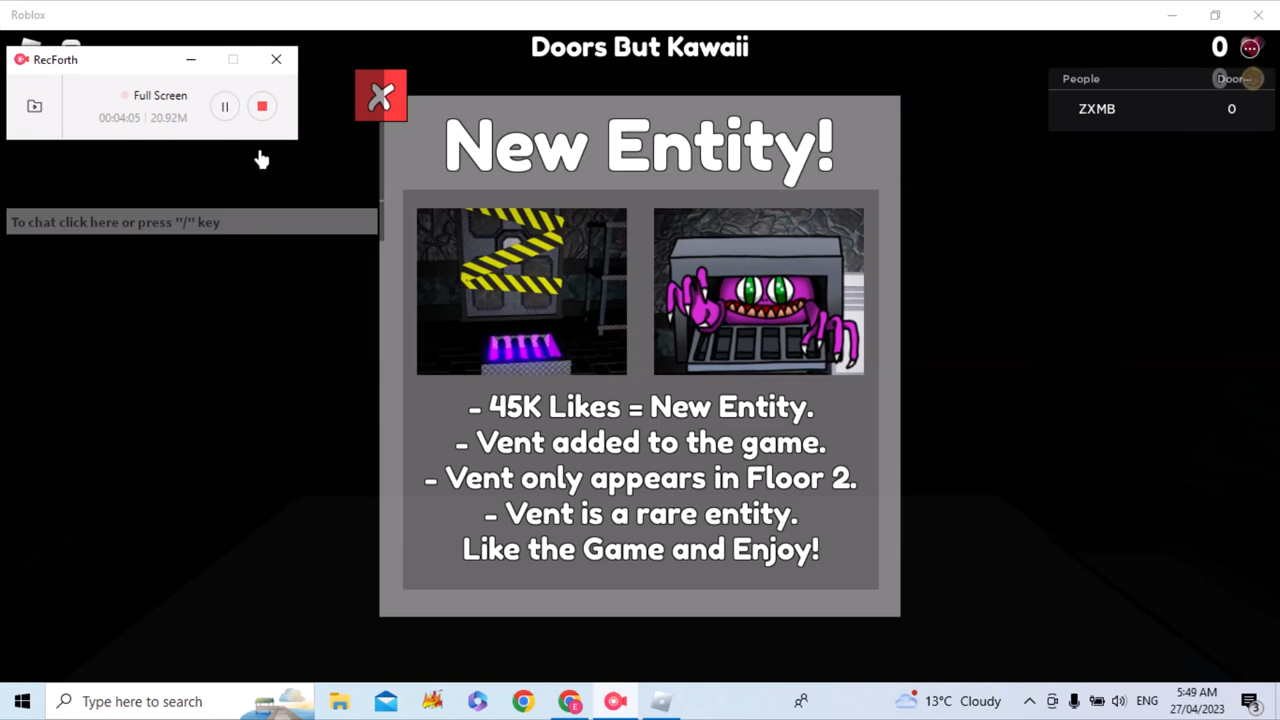 Roblox
Doors But Kawaii
0
RecForth
Full Screen
00:04:05 | 20.92M
People
Door...
ZXMB
0
To chat click here or press "/" key
New Entity!
- 45K Likes = New Entity.
- Vent added to the game.
- Vent only appears in Floor 2.
- Vent is a rare entity.
Like the Game and Enjoy!
Type here to search
13°C Cloudy
ENG
5:49 AM
27/04/2023
3